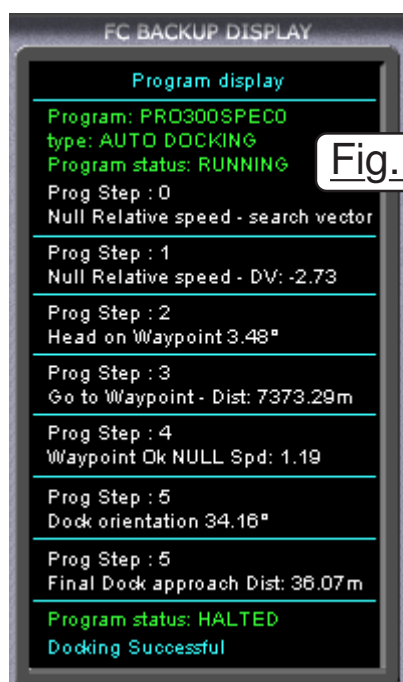 FC BACKUP DISPLAY
Program display
Program: PRO300SPEC0
type: AUTO DOCKING
Program status: RUNNING
Fig.
Prog Step : 0
Null Relative speed - search vector
Prog Step : 1
Null Relative speed - DV: -2.73
Prog Step : 2
Head on Waypoint 3.48°
Prog Step : 3
Go to Waypoint - Dist: 7373.29m
Prog Step : 4
Waypoint Ok NULL Spd: 1.19
Prog Step : 5
Dock orientation 34.16°
Prog Step : 5
Final Dock approach Dist: 36.07m
Program status: HALTED
Docking Successful